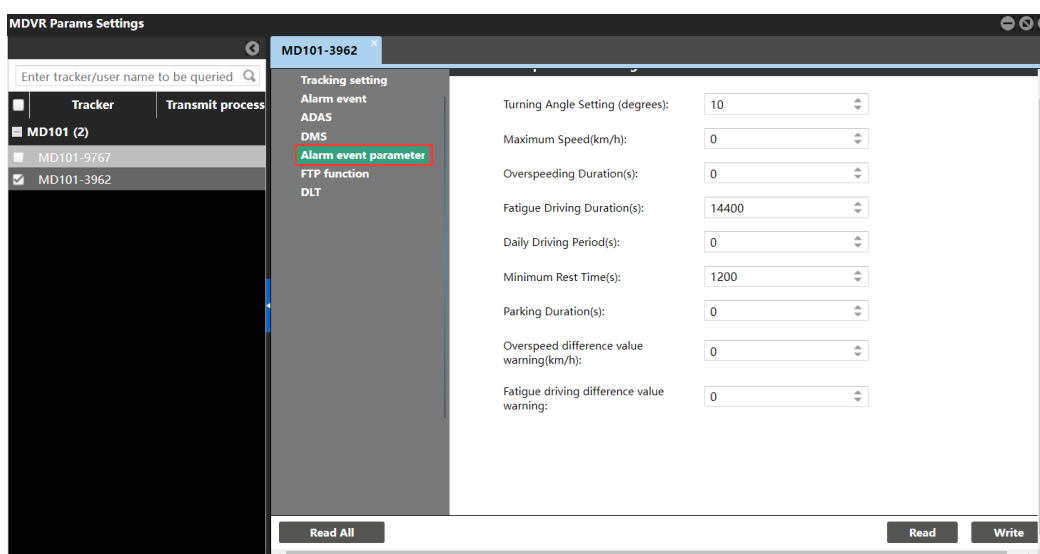 MDVR Params Settings
MD101-3962
Enter tracker/user name to be queried
Tracker Transmit process
MD101 (2)
MD101-9767
MD101-3962
Tracking setting
Alarm event
ADAS
DMS
Alarm event parameter
FTP function
DLT
Turning Angle Setting (degrees): 10
Maximum Speed(km/h): 0
Overspeeding Duration(s): 0
Fatigue Driving Duration(s): 14400
Daily Driving Period(s): 0
Minimum Rest Time(s): 1200
Parking Duration(s): 0
Overspeed difference value
warning(km/h): 0
Fatigue driving difference value
warning: 0
Read All Read Write